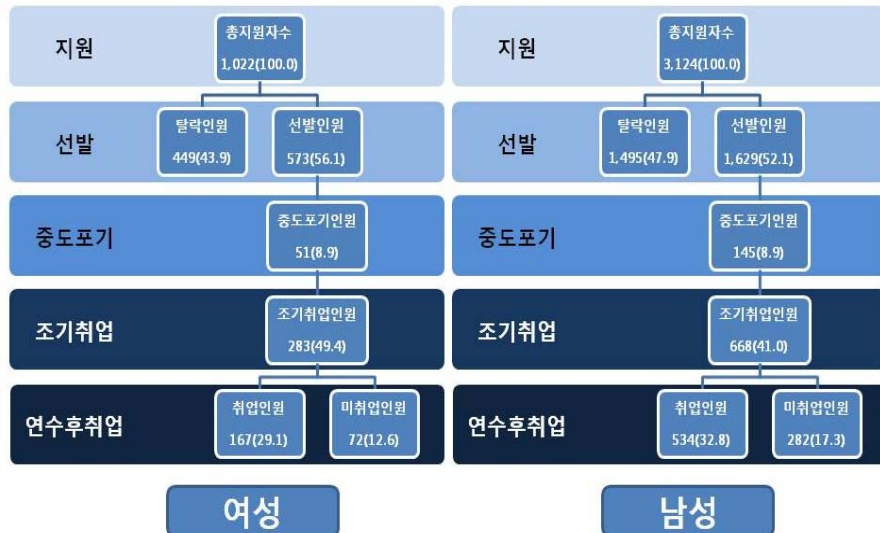 지원
총지원자수
1,022(100.0)
선발
탈락인원
449(43.9)
선발인원
573(56.1)
중도포기
중도포기인원
51(8.9)
조기취업
조기취업인원
283(49.4)
연수후취업
취업인원
167(29.1)
미취업인원
72(12.6)
여성
지원
총지원자수
3,124(100.0)
선발
탈락인원
1,495(47.9)
선발인원
1,629(52.1)
중도포기
중도포기인원
145(8.9)
조기취업
조기취업인원
668(41.0)
연수후취업
취업인원
534(32.8)
미취업인원
282(17.3)
남성